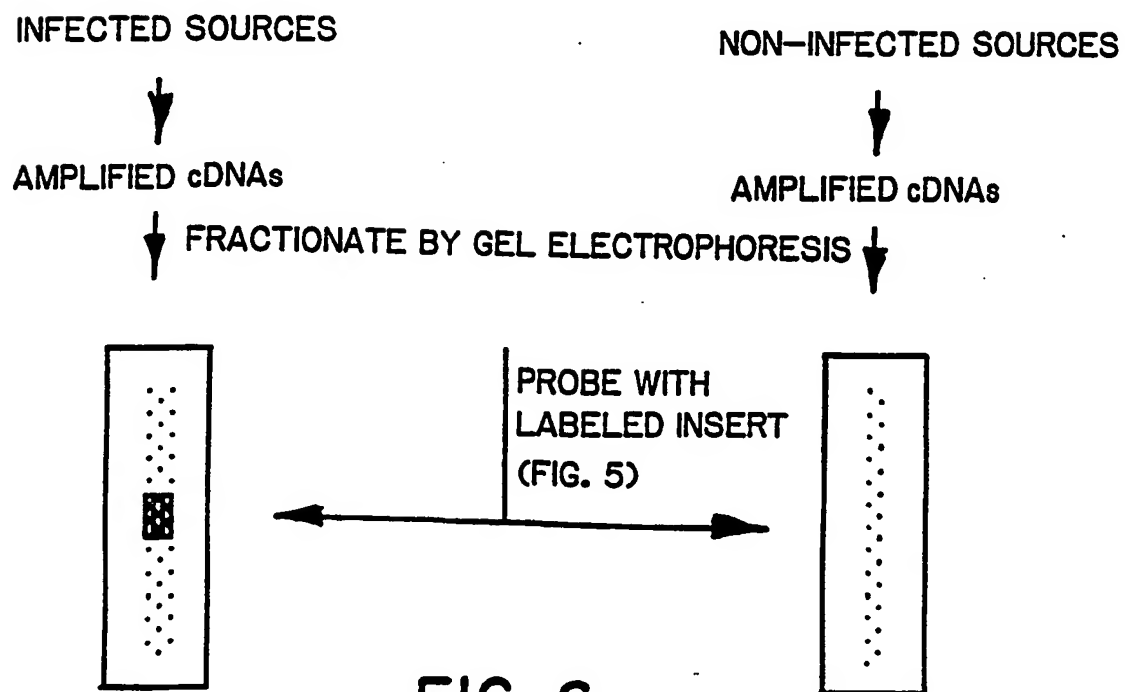 INFECTED SOURCES
NON-INFECTED SOURCES
AMPLIFIED cDNAs
AMPLIFIED cDNAs
FRACTIONATE BY GEL ELECTROPHORESIS
PROBE WITH
LABELED INSERT
(FIG. 5)
FIG.